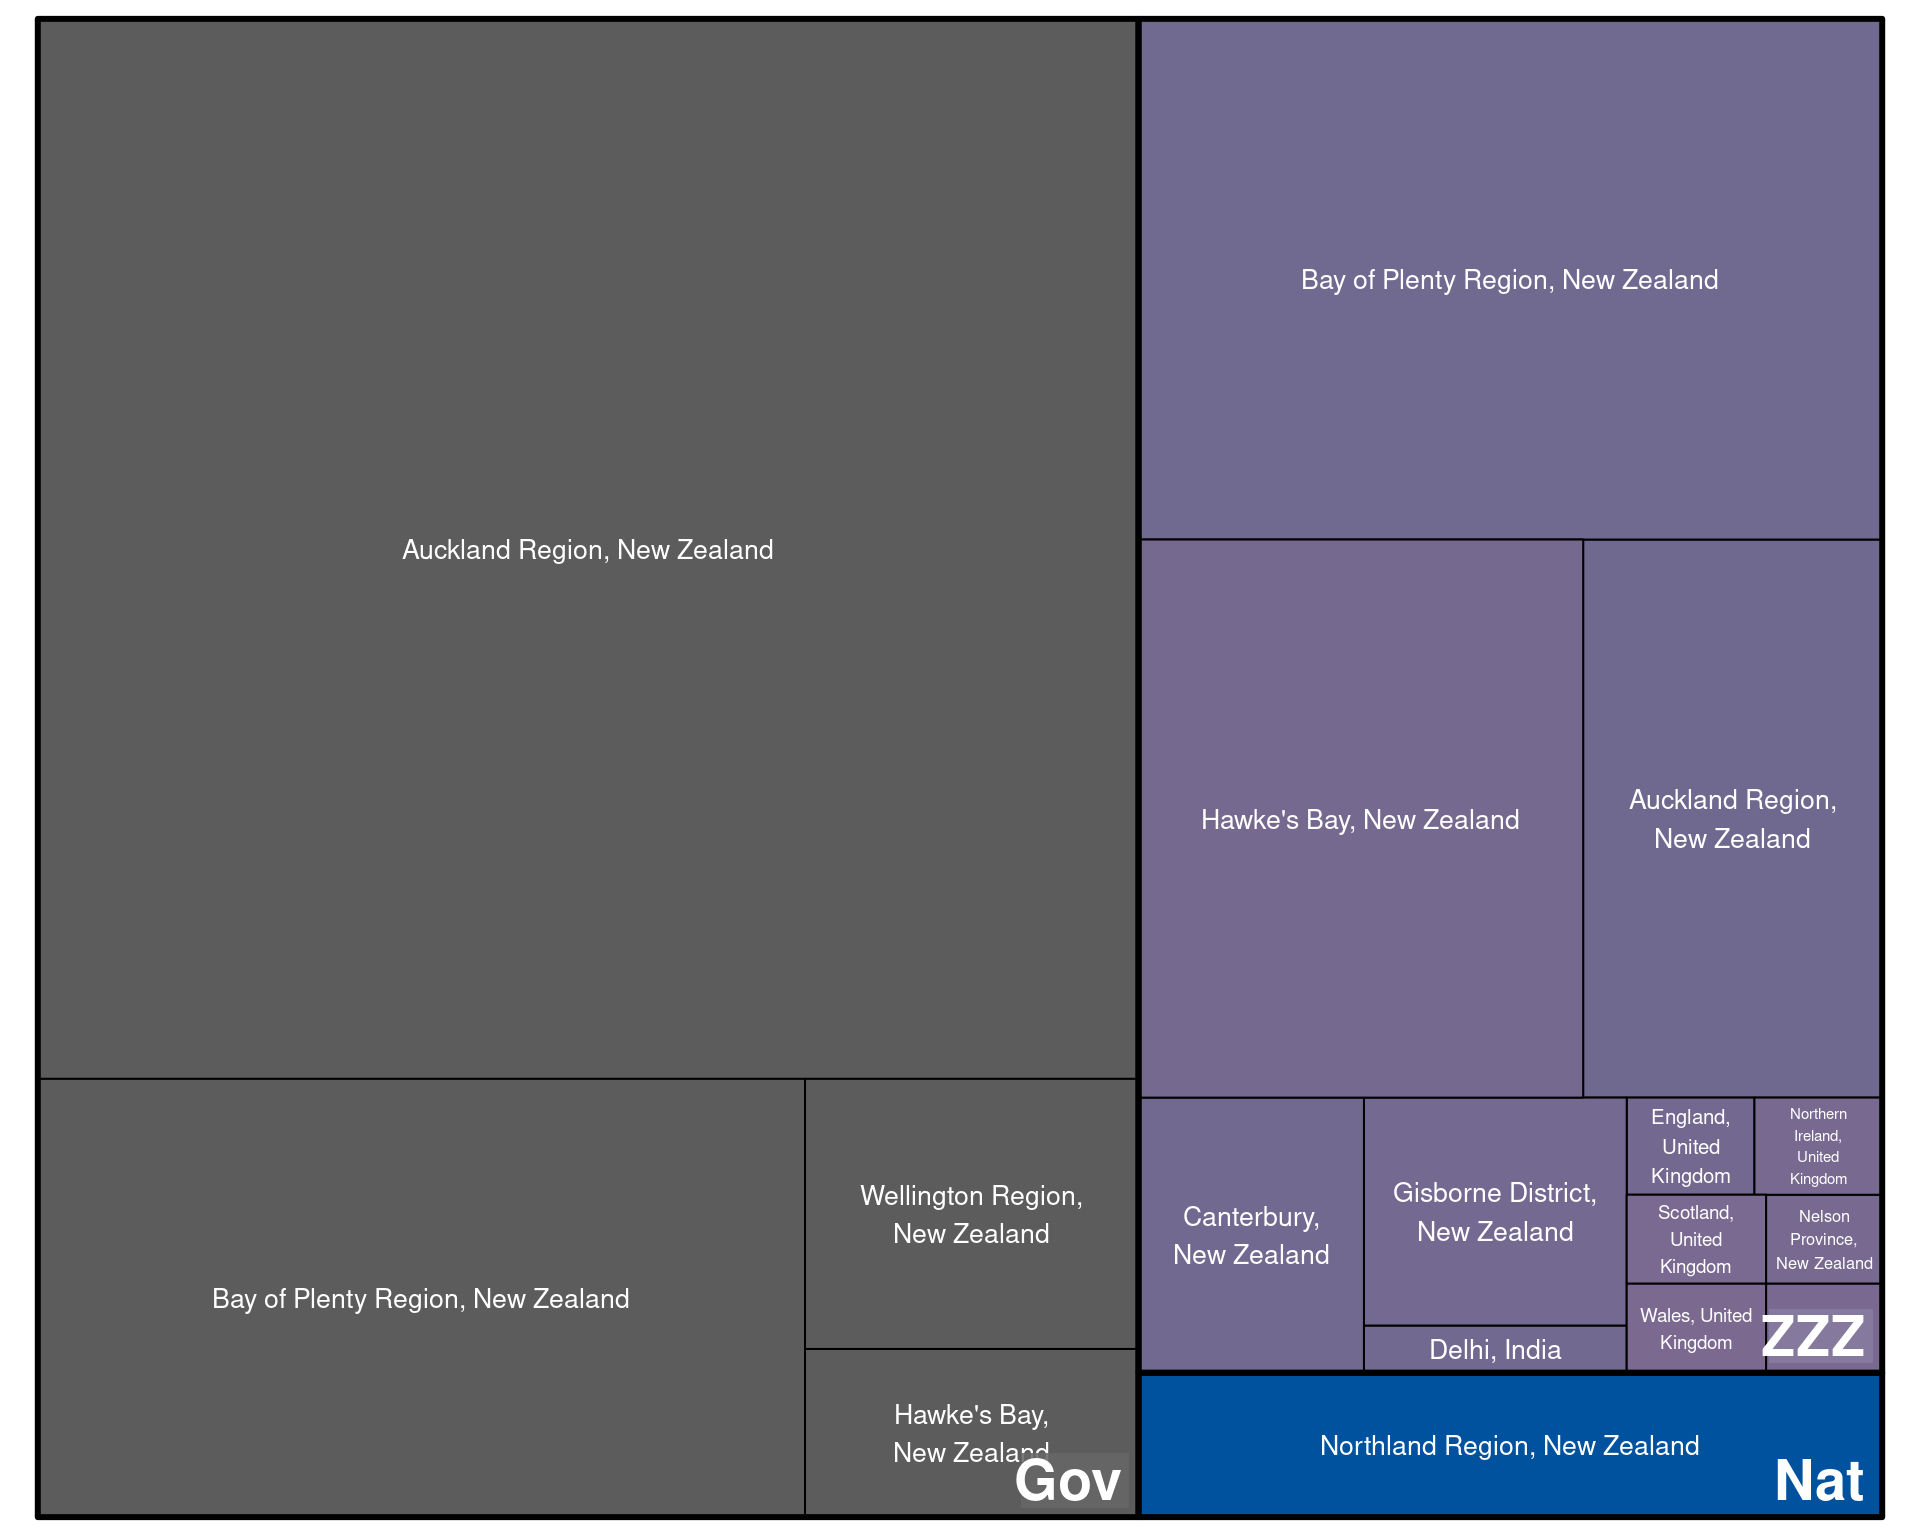 Auckland Region, New Zealand
Bay of Plenty Region, New Zealand
Wellington Region,
New Zealand
Hawke's Bay,
New Zealand
Gov
Bay of Plenty Region, New Zealand
Hawke's Bay, New Zealand
Auckland Region,
New Zealand
Canterbury,
New Zealand
Gisborne District,
New Zealand
Delhi, India
England,
United
Kingdom
Northern
Ireland,
United
Kingdom
Scotland,
United
Kingdom
Nelson
Province,
New Zealand
Wales, United
Kingdom
ZZZ
Northland Region, New Zealand
Nat